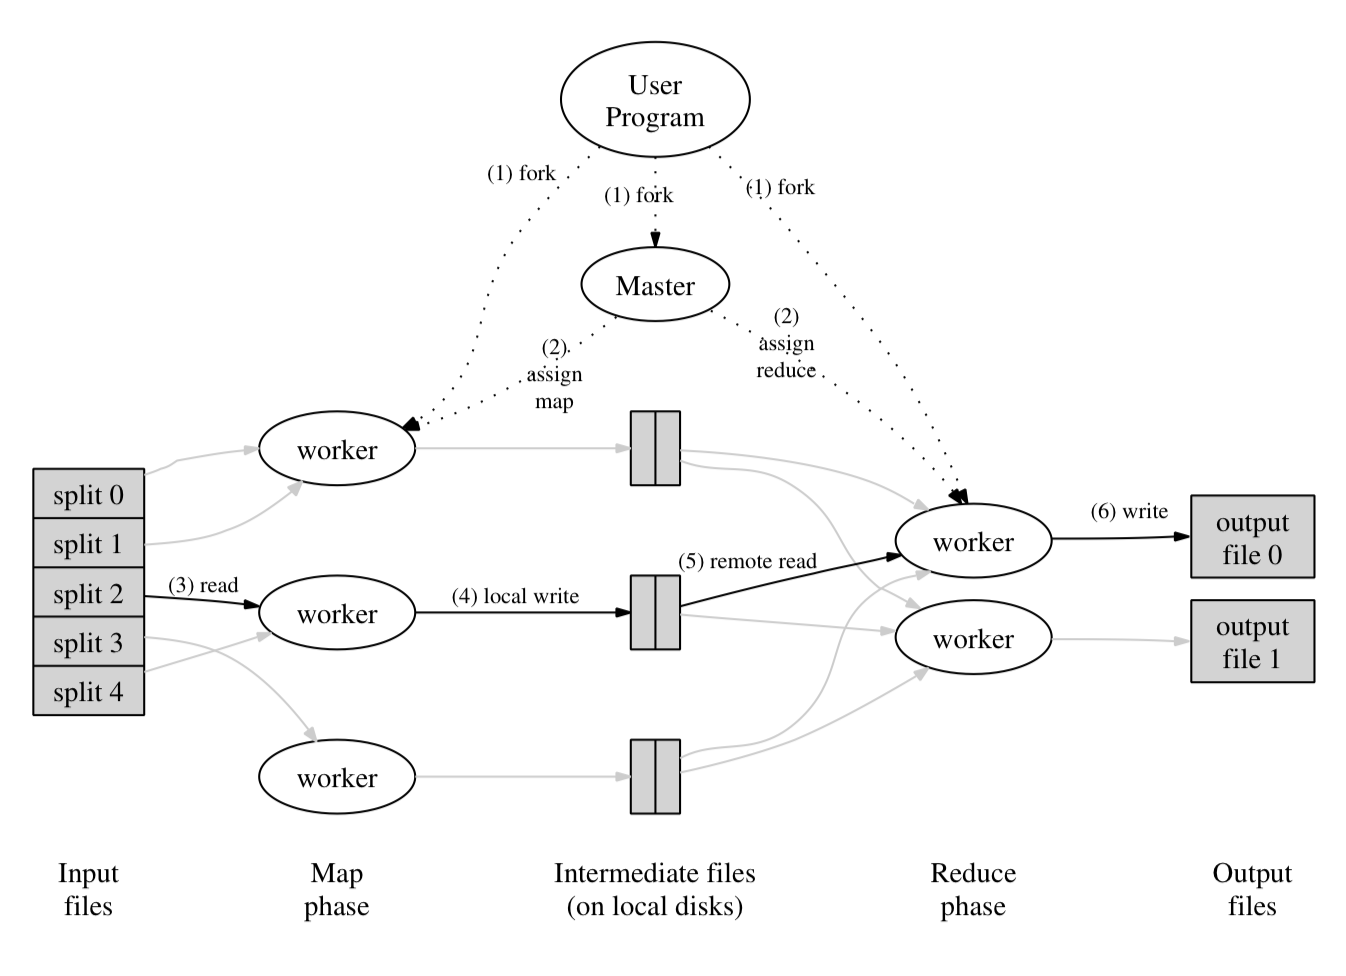 User
Program
(1) fork
(1) fork
(1) fork
Master
(2)
assign
map
(2)
assign
reduce
worker
split 0
split 1
split 2
split 3
split 4
(3) read
worker
(4) local write
worker
(5) remote read
worker
worker
(6) write
output
file 0
output
file 1
Input
files
Map
phase
Intermediate files
(on local disks)
Reduce
phase
Output
files